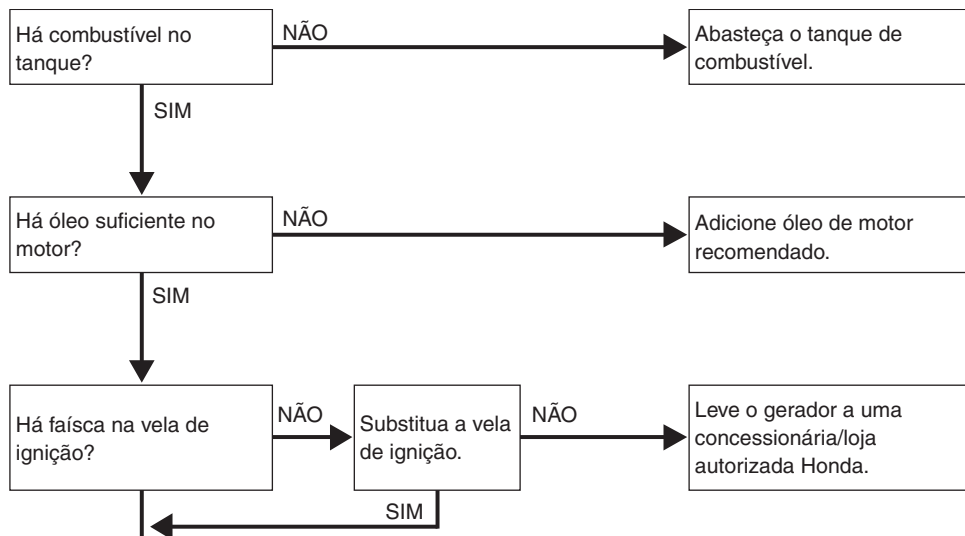 Há combustível no
tanque?
NÃO
Abasteça o tanque de
combustível.
SIM
Há óleo suficiente no
motor?
NÃO
Adicione óleo de motor
recomendado.
SIM
Há faísca na vela de
ignição?
NÃO
Substitua a vela
de ignição.
NÃO
Leve o gerador a uma
concessionária/loja
autorizada Honda.
SIM